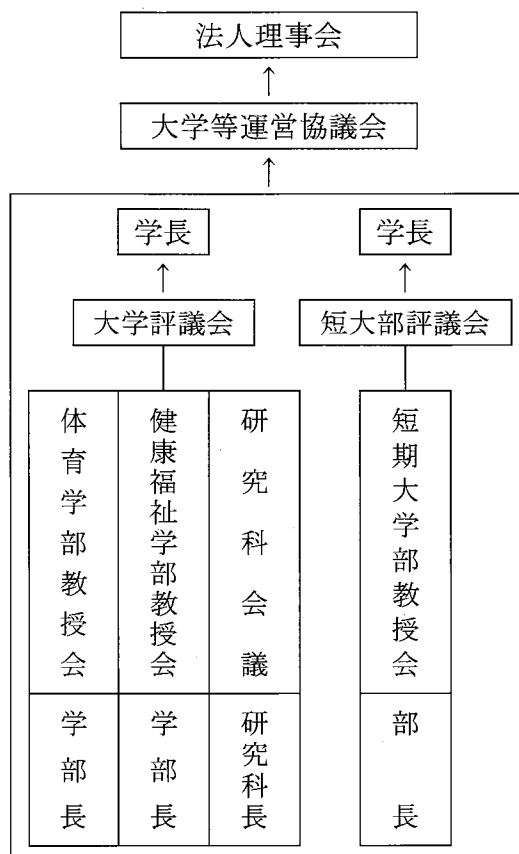 法人理事会
↑
大学等運営協議会
↑
学長
学長
↑
↑
大学評議会
短大部評議会
体育学部教授会
健康福祉学部教授会
研究科会議
短期大学部教授会
学部長
学部長
研究科長
部長